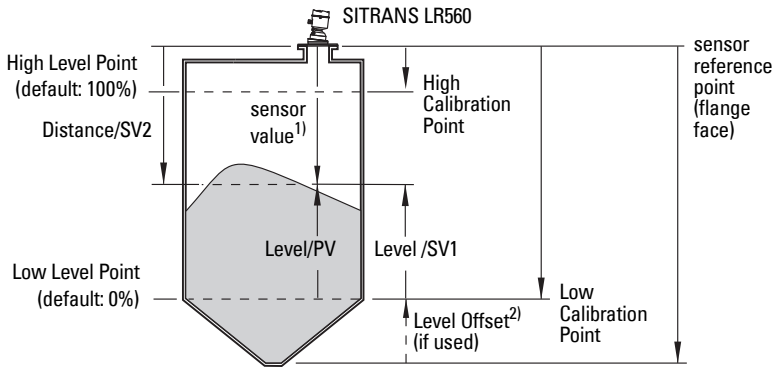 SITRANS LR560
High Level Point
(default: 100%)
Distance/SV2
sensor
value1)
High
Calibration
Point
sensor
reference
point
(flange
face)
Level/PV
Level /SV1
Low Level Point
(default: 0%)
Level Offset2)
(if used)
Low
Calibration
Point